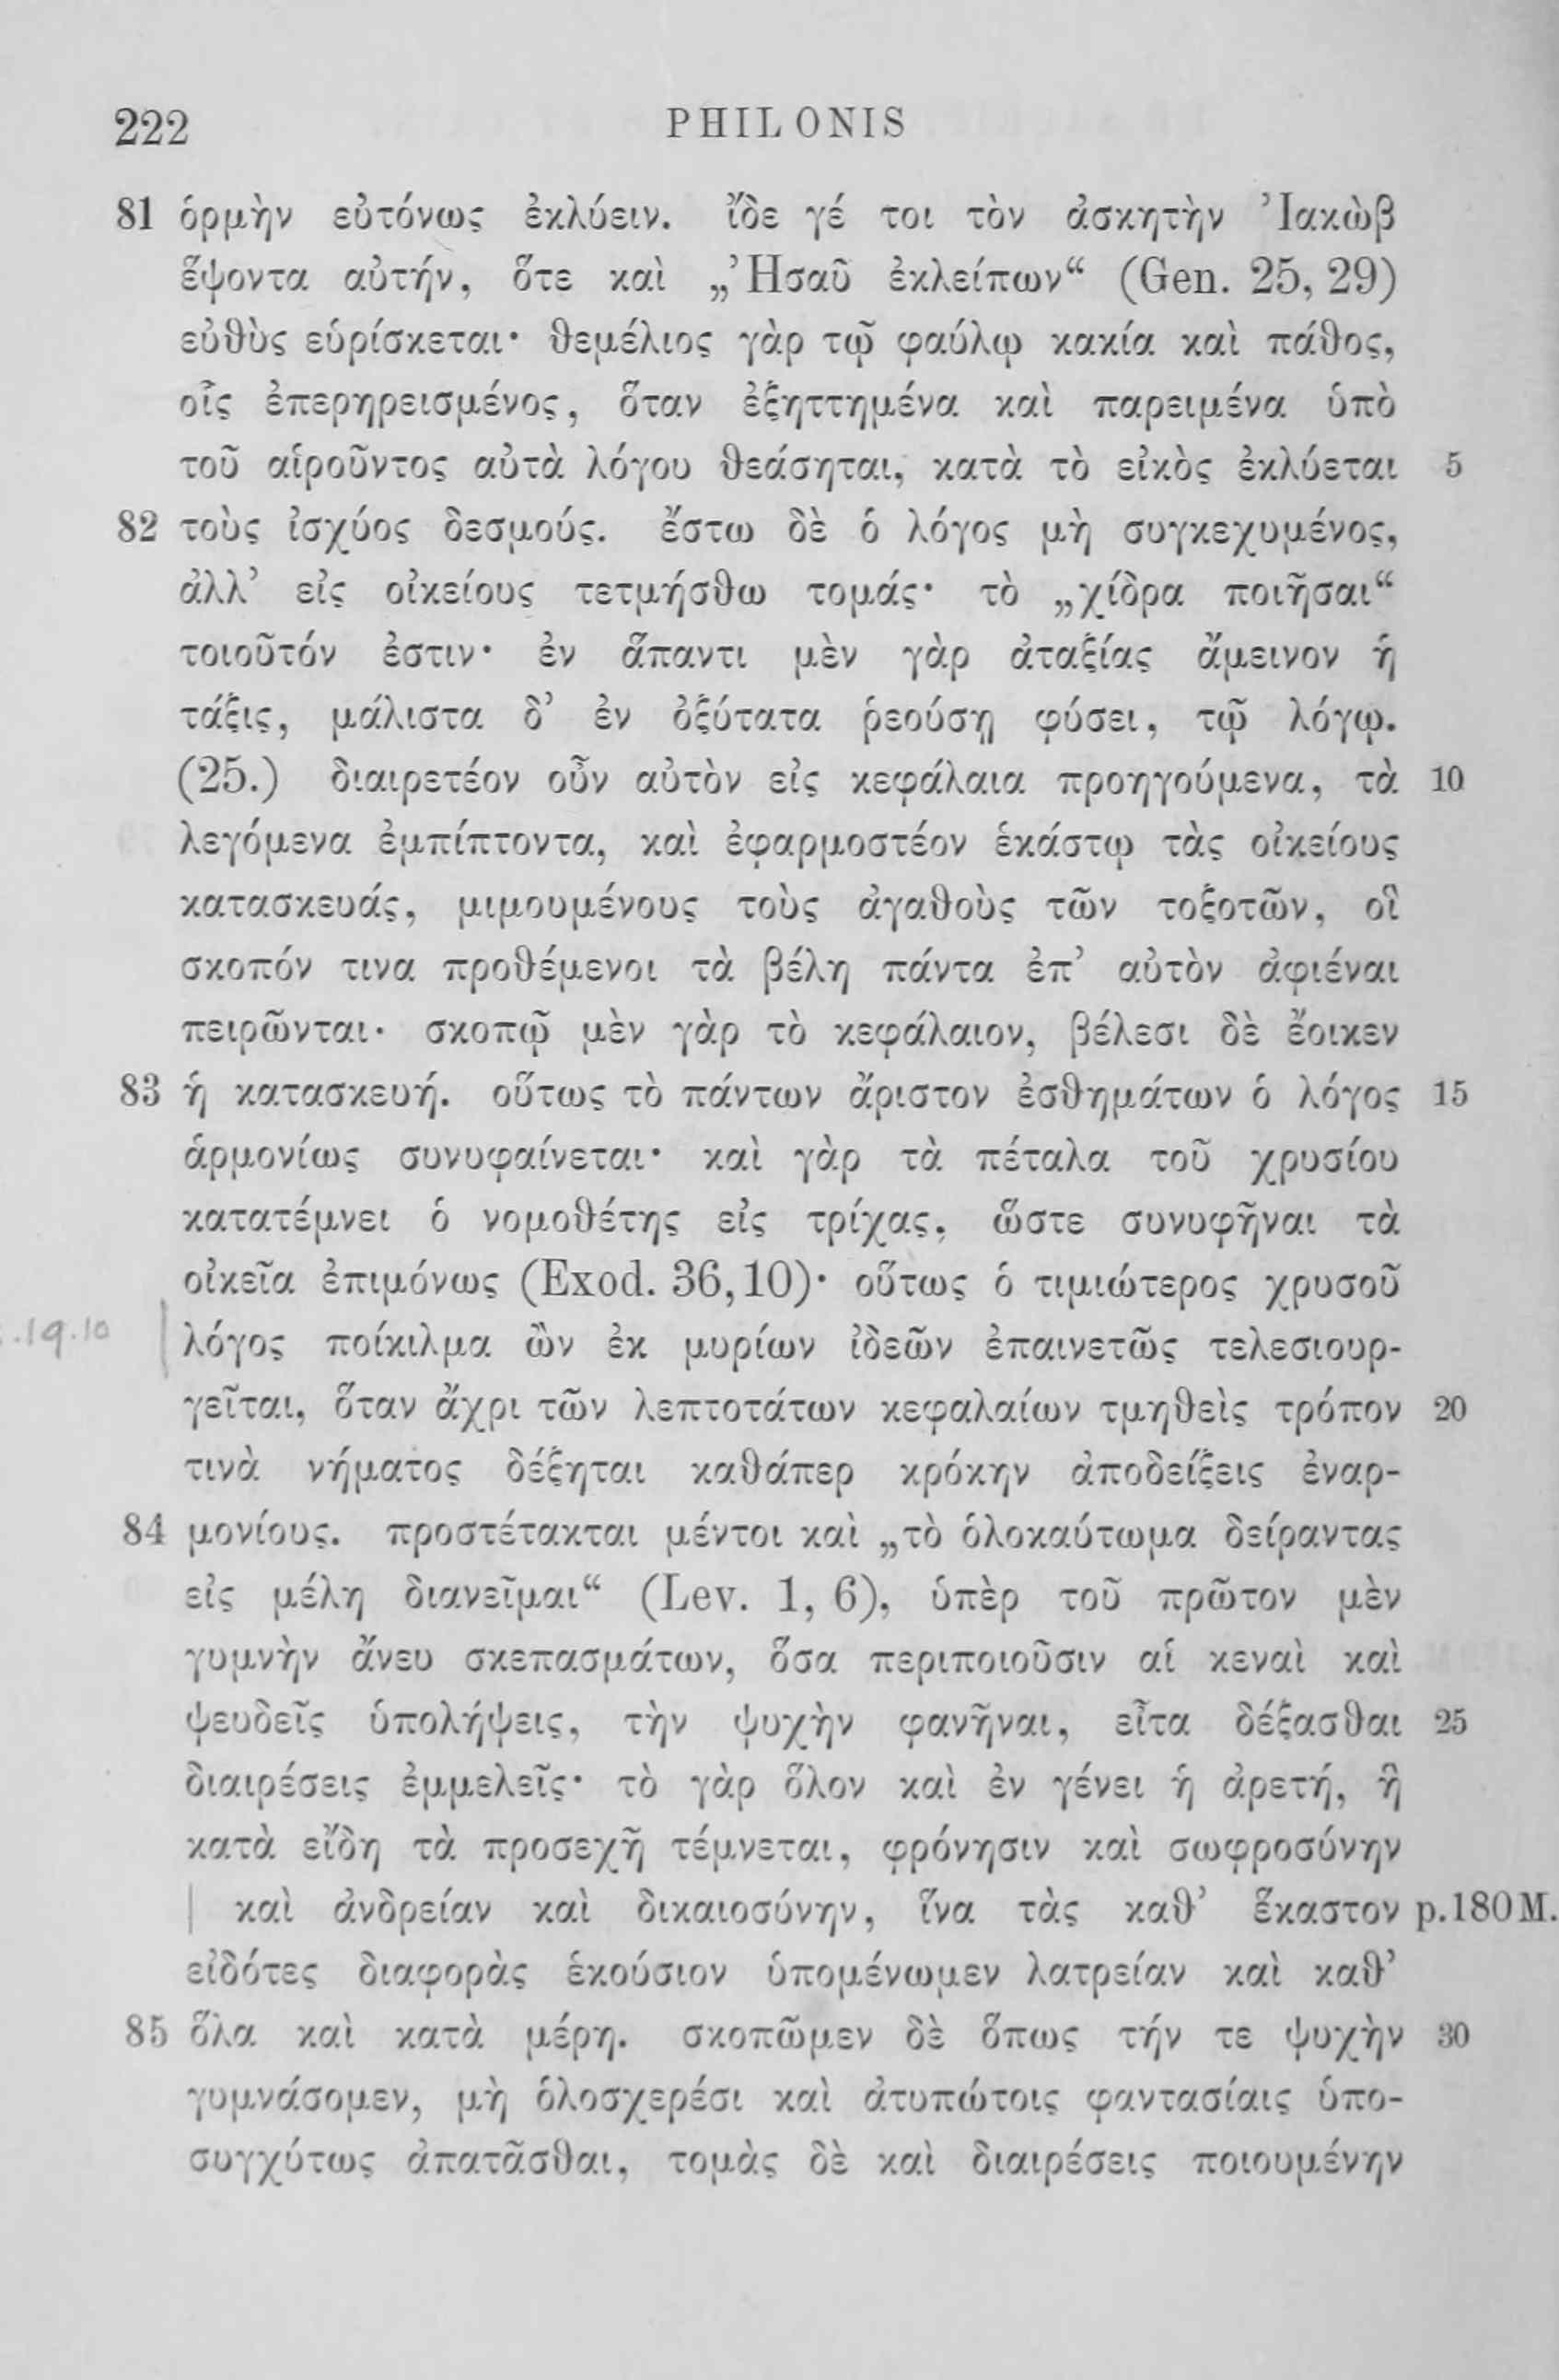 222 PHILONIS
81 ὁρμὴν εὐτόνως ἐκλύειν. ἴδε γέ τοι τὸν ἀσκητὴν Ἰακὼβ
ἕψοντα αὐτήν, ὅτε καὶ „Ἠσαῦ ἐκλείπων“ (Gen. 25, 29)
εὐθὺς εὑρίσκεται· θεμέλιος γὰρ τῷ φαύλῳ κακία καὶ πάθος,
οἷς ἐπερηρεισμένος, ὅταν ἐξηττημένα καὶ παρειμένα ὑπὸ
τοῦ αἱροῦντος αὐτὰ λόγου θεάσηται, κατὰ τὸ εἰκὸς ἐκλύεται 5
82 τοὺς ἰσχύος δεσμούς. ἔστω δὲ ὁ λόγος μὴ συγκεχυμένος,
ἀλλ’ εἰς οἰκείους τετμήσθω τομάς· τὸ „χίδρα ποιῆσαι“
τοιοῦτόν ἐστιν· ἐν ἅπαντι μὲν γὰρ ἀταξίας ἄμεινον ἡ
τάξις, μάλιστα δ’ ἐν ὀξύτατα ῥεούσῃ φύσει, τῷ λόγῳ.
(25.) διαιρετέον οὖν αὐτὸν εἰς κεφάλαια προηγούμενα, τὰ 10
λεγόμενα ἐμπίπτοντα, καὶ ἐφαρμοστέον ἑκάστῳ τὰς οἰκείους
κατασκευάς, μιμουμένους τοὺς ἀγαθοὺς τῶν τοξοτῶν, οἳ
σκοπόν τινα προθέμενοι τὰ βέλη πάντα ἐπ’ αὐτὸν ἀφιέναι
πειρῶνται· σκοπῷ μὲν γὰρ τὸ κεφάλαιον, βέλεσι δὲ ἔοικεν
83 ἡ κατασκευή. οὕτως τὸ πάντων ἄριστον ἐσθημάτων ὁ λόγος 15
ἁρμονίως συνυφαίνεται· καὶ γὰρ τὰ πέταλα τοῦ χρυσίου
κατατέμνει ὁ νομοθέτης εἰς τρίχας, ὥστε συνυφῆναι τὰ
οἰκεῖα ἐπιμόνως (Exod. 36,10)· οὕτως ὁ τιμιώτερος χρυσοῦ
.19.10 λόγος ποίκιλμα ὢν ἐκ μυρίων ἰδεῶν ἐπαινετῶς τελεσιουρ-
γεῖται, ὅταν ἄχρι τῶν λεπτοτάτων κεφαλαίων τμηθεὶς τρόπον 20
τινὰ νήματος δέξηται καθάπερ κρόκην ἀποδείξεις ἐναρ-
84 μονίους. προστέτακται μέντοι καὶ „τὸ ὁλοκαύτωμα δείραντας
εἰς μέλη διανεῖμαι“ (Lev. 1, 6), ὑπὲρ τοῦ πρῶτον μὲν
γυμνὴν ἄνευ σκεπασμάτων, ὅσα περιποιοῦσιν αἱ κεναὶ καὶ
ψευδεῖς ὑπολήψεις, τὴν ψυχὴν φανῆναι, εἶτα δέξασθαι 25
διαιρέσεις ἐμμελεῖς· τὸ γὰρ ὅλον καὶ ἐν γένει ἡ ἀρετή, ἣ
κατὰ εἴδη τὰ προσεχῆ τέμνεται, φρόνησιν καὶ σωφροσύνην
| καὶ ἀνδρείαν καὶ δικαιοσύνην, ἵνα τὰς καθ’ ἕκαστον p.180 M.
εἰδότες διαφορὰς ἑκούσιον ὑπομένωμεν λατρείαν καὶ καθ’
85 ὅλα καὶ κατὰ μέρη. σκοπῶμεν δὲ ὅπως τήν τε ψυχὴν 30
γυμνάσομεν, μὴ ὁλοσχερέσι καὶ ἀτυπώτοις φαντασίαις ὑπο-
συγχύτως ἀπατᾶσθαι, τομὰς δὲ καὶ διαιρέσεις ποιουμένην